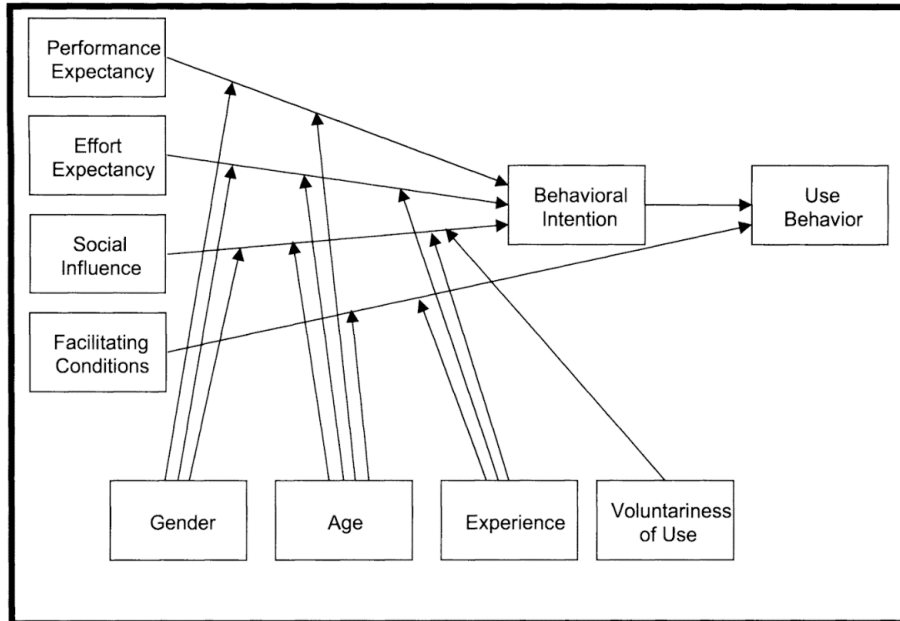 Performance
Expectancy
Effort
Expectancy
Social
Influence
Facilitating
Conditions
Behavioral
Intention
Use
Behavior
Gender
Age
Experience
Voluntariness
of Use